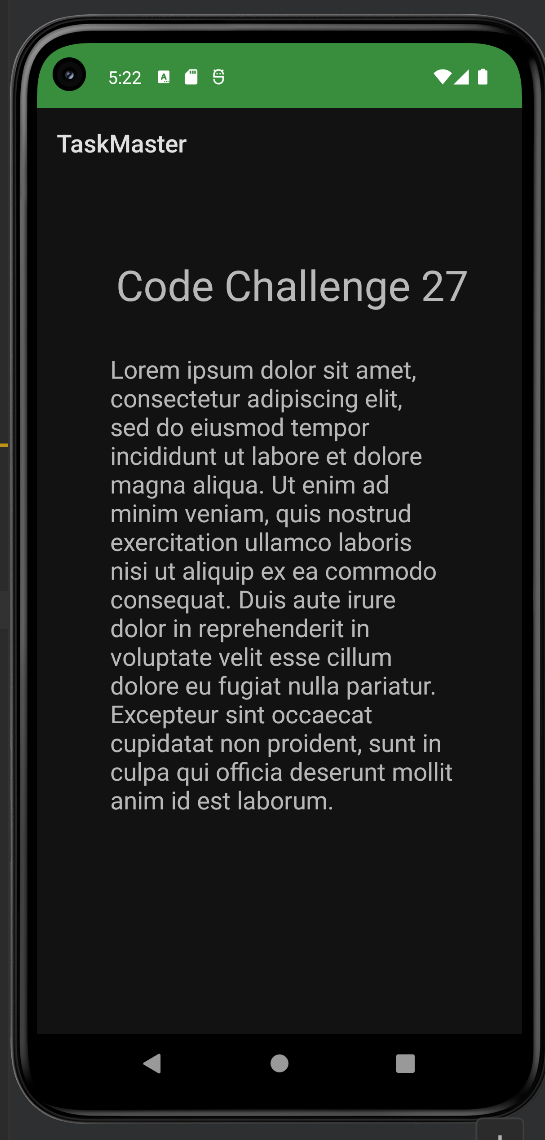 5:22
TaskMaster
Code Challenge 27
Lorem ipsum dolor sit amet,
consectetur adipiscing elit,
sed do eiusmod tempor
incididunt ut labore et dolore
magna aliqua. Ut enim ad
minim veniam, quis nostrud
exercitation ullamco laboris
nisi ut aliquip ex ea commodo
consequat. Duis aute irure
dolor in reprehenderit in
voluptate velit esse cillum
dolore eu fugiat nulla pariatur.
Excepteur sint occaecat
cupidatat non proident, sunt in
culpa qui officia deserunt mollit
anim id est laborum.